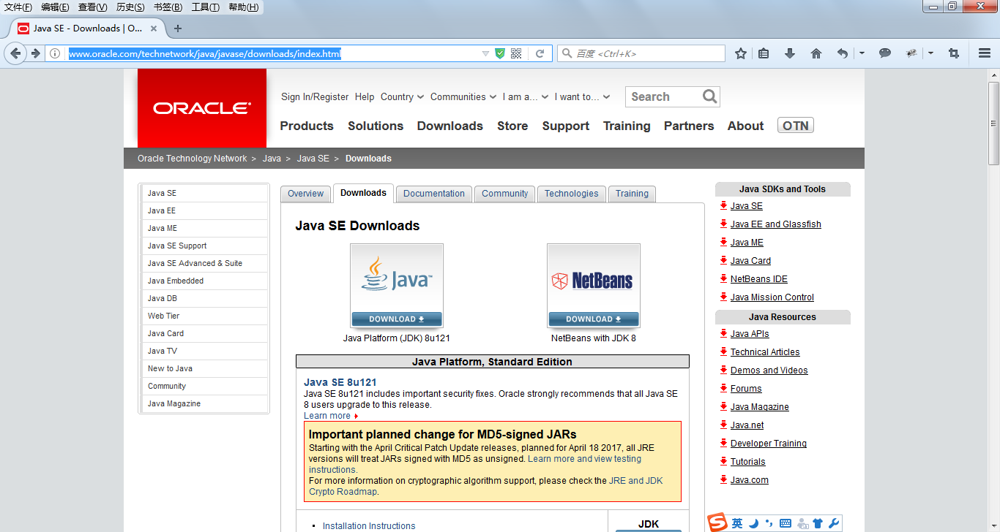 文件(F) 编辑(E) 查看(V) 历史(S) 书签(B) 工具(T) 帮助(H)
Java SE - Downloads | O...
www.oracle.com/technetwork/java/javase/downloads/index.html
百度 <Ctrl+K>
ORACLE
Sign In/Register Help Country Communities I am a... I want to...
Search
Products Solutions Downloads Store Support Training Partners About OTN
Oracle Technology Network > Java > Java SE > Downloads
Java SE
Java EE
Java ME
Java SE Support
Java SE Advanced & Suite
Java Embedded
Java DB
Web Tier
Java Card
Java TV
New to Java
Community
Java Magazine
Overview Downloads Documentation Community Technologies Training
Java SE Downloads
Java™
DOWNLOAD
Java Platform (JDK) 8u121
NetBeans
DOWNLOAD
NetBeans with JDK 8
Java Platform, Standard Edition
Java SE 8u121
Java SE 8u121 includes important security fixes. Oracle strongly recommends that all Java SE
8 users upgrade to this release.
Learn more
Important planned change for MD5-signed JARs
Starting with the April Critical Patch Update releases, planned for April 18 2017, all JRE
versions will treat JARs signed with MD5 as unsigned. Learn more and view testing
instructions.
For more information on cryptographic algorithm support, please check the JRE and JDK
Crypto Roadmap.
Installation Instructions
JDK
Java SDKs and Tools
Java SE
Java EE and Glassfish
Java ME
Java Card
NetBeans IDE
Java Mission Control
Java Resources
Java APIs
Technical Articles
Demos and Videos
Forums
Java Magazine
Java.net
Developer Training
Tutorials
Java.com
S 英